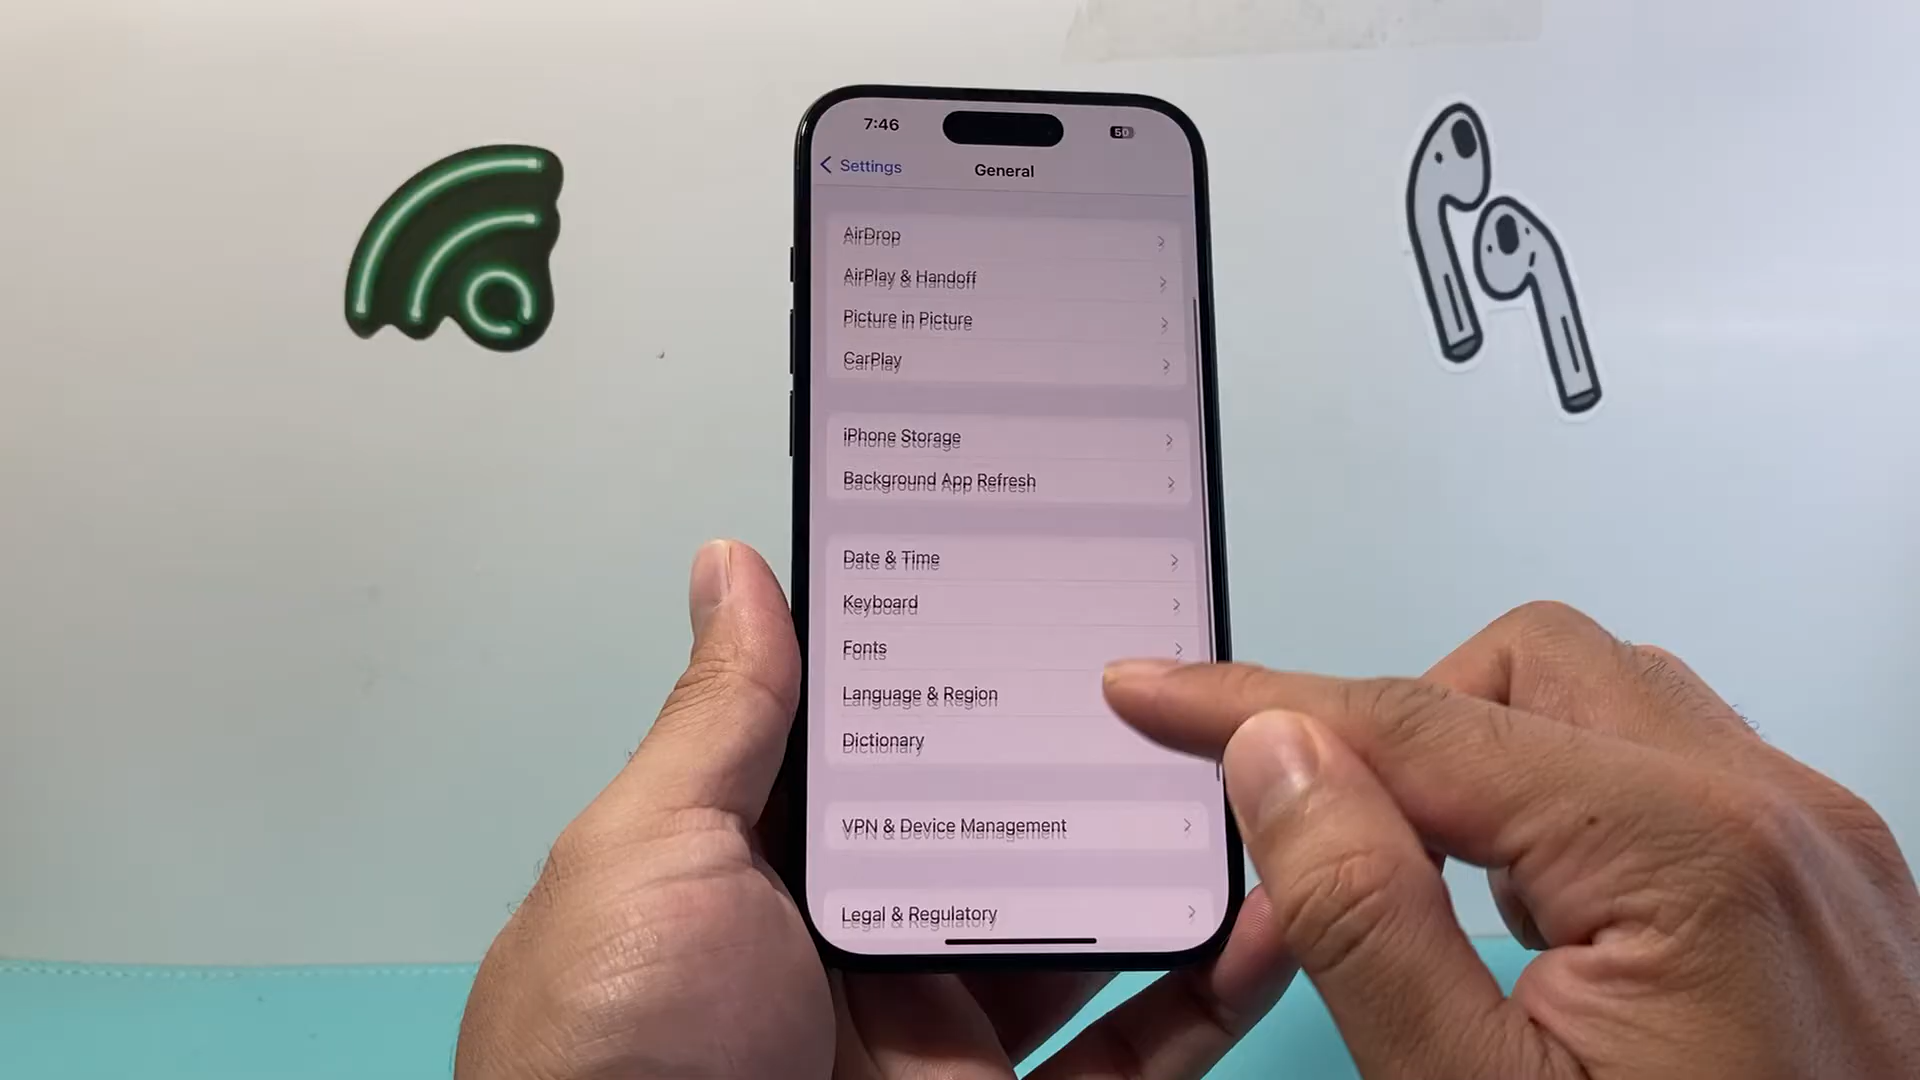 7:46
50
Settings
General
AirDrop
AirPlay & Handoff
Picture in Picture
CarPlay
iPhone Storage
Background App Refresh
Date & Time
Keyboard
Fonts
Language & Region
Dictionary
VPN & Device Management
Legal & Regulatory